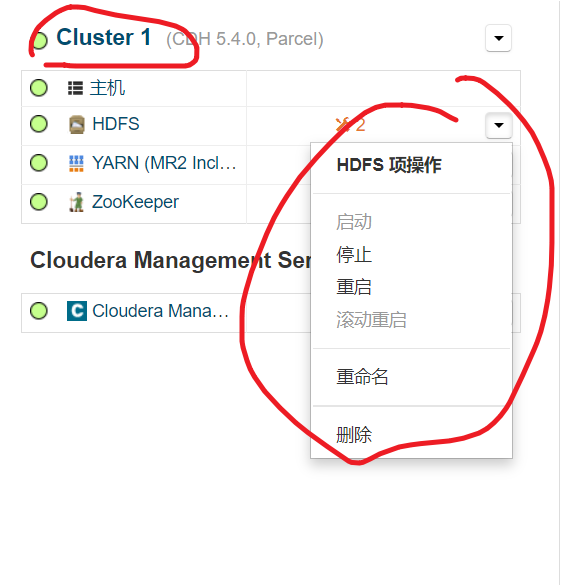 Cluster 1 (CDH 5.4.0, Parcel)
主机
HDFS 2
YARN (MR2 Incl…
ZooKeeper
HDFS 项操作
启动
停止
重启
滚动重启
重命名
删除
Cloudera Management Ser
Cloudera Mana…